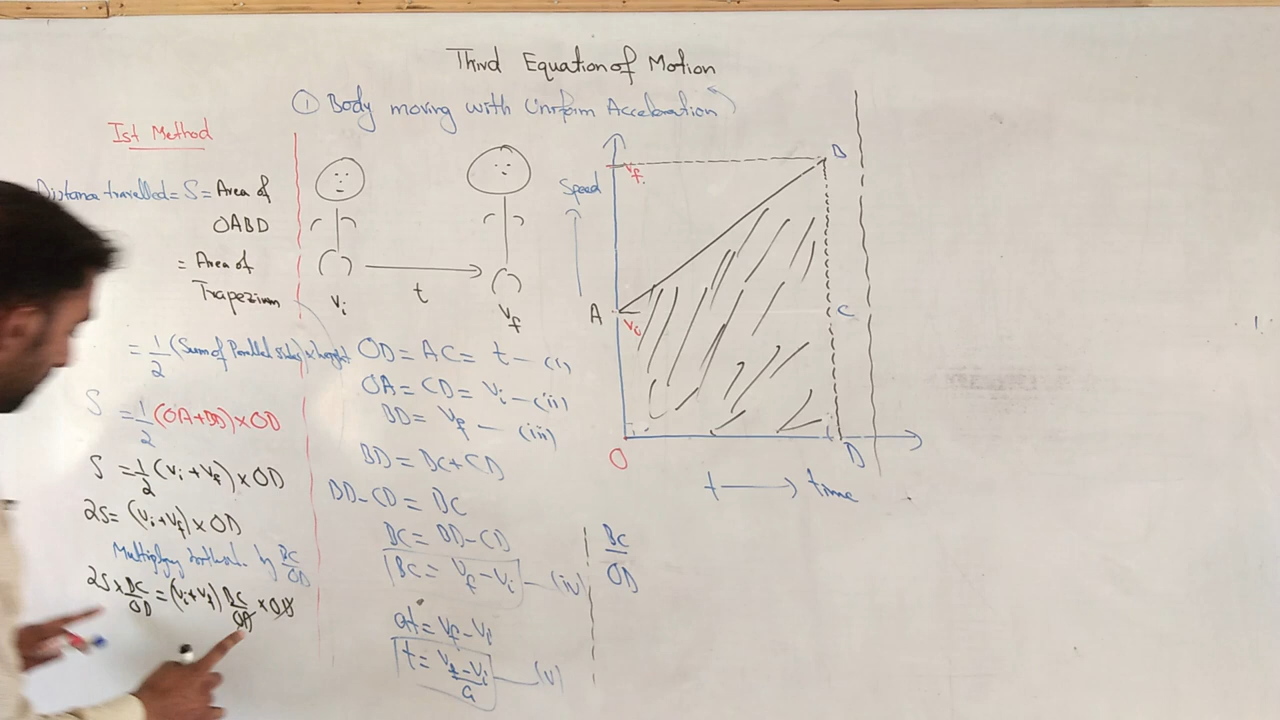 Third Equation of Motion
① Body moving with Uniform Acceleration
Ist Method
Distance travelled = S = Area of
OABD
= Area of
Trapezium
= 1/2 (Sum of Parallel sides) × height
S = 1/2 (OA+BD) × OD
S = 1/2 (Vi + Vf) × OD
2S = (Vi + Vf) × OD
Multiplying by BC/OD
2S × BC/OD = (Vi + Vf) BC/OD × OD
Vi
t
Vf
OD = AC = t — (i)
OA = CD = Vi — (ii)
BD = Vf — (iii)
BD = BC + CD
BD - CD = BC
BC = BD - CD
BC = Vf - Vi — (iv)
at = Vf - Vi
t = Vf - Vi/a — (v)
BC/OD
Speed
Vf
B
A
Vi
C
O
D
t → time